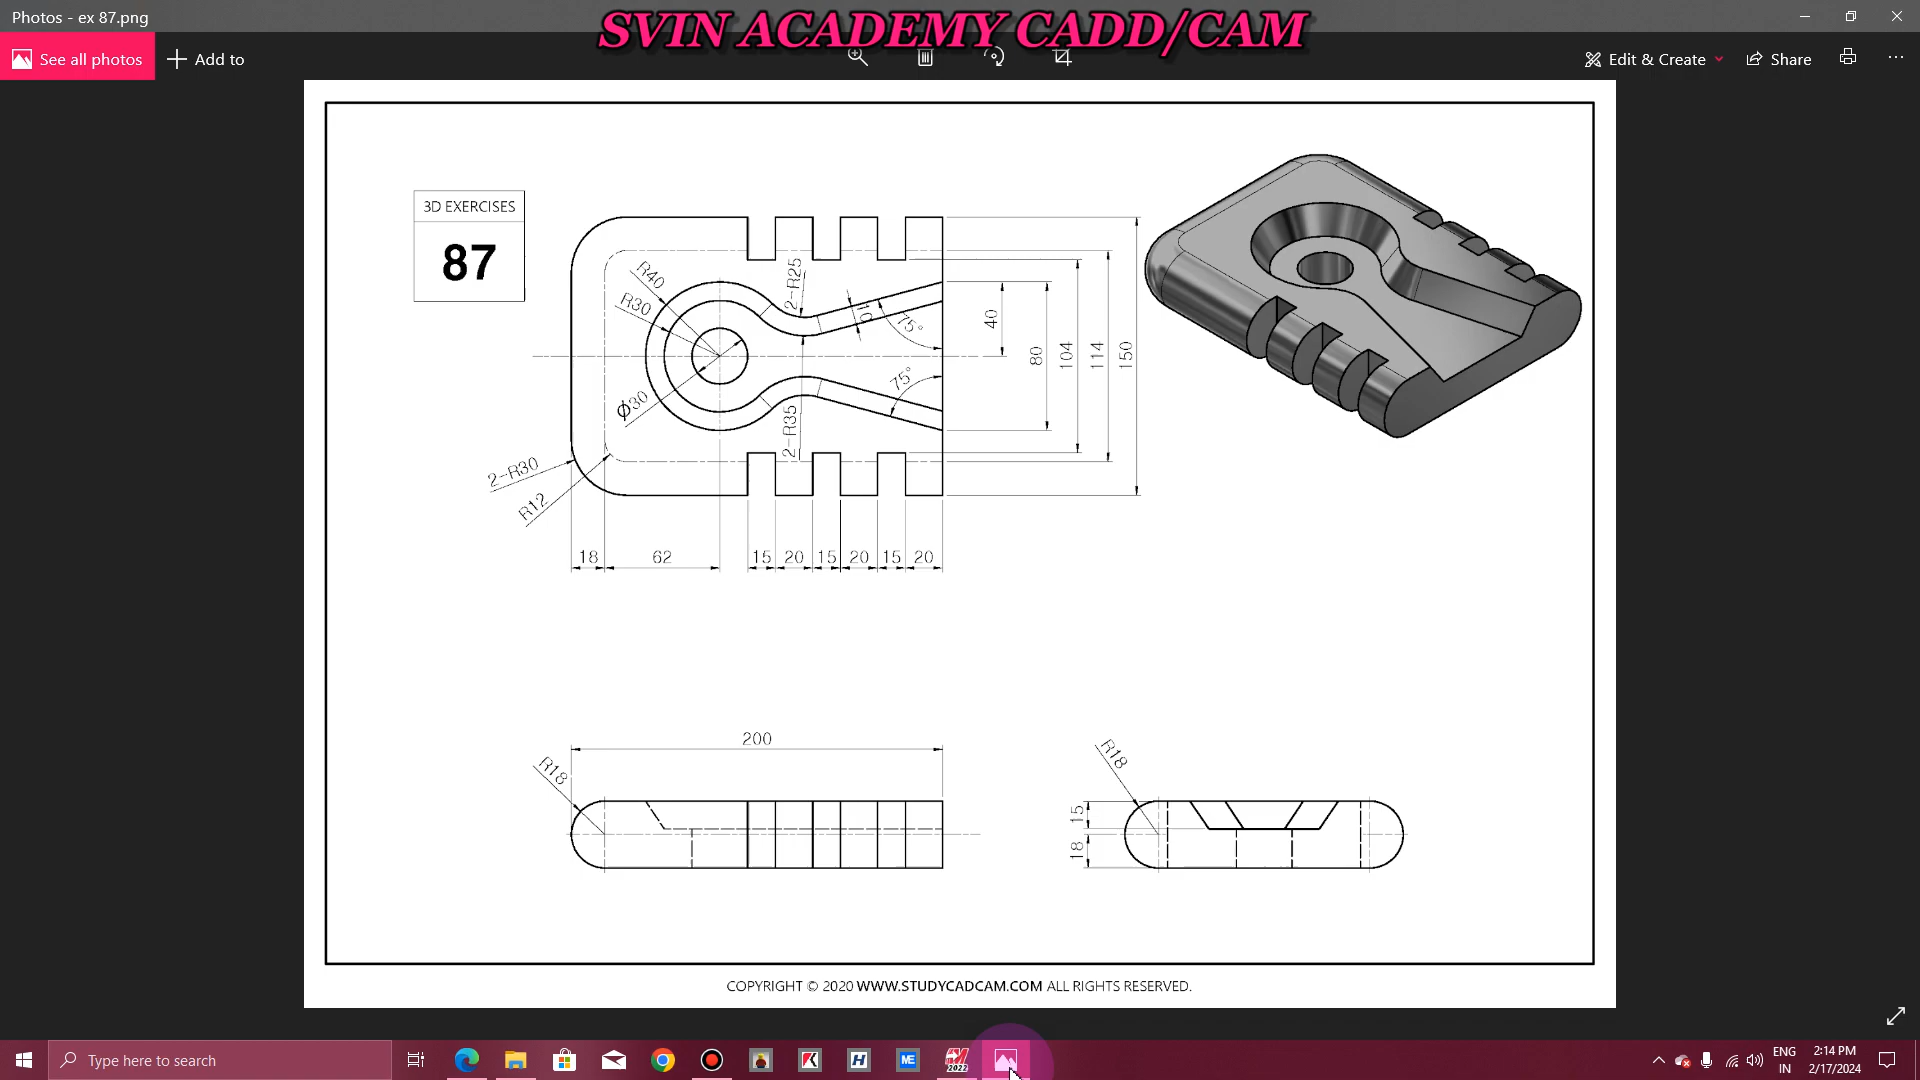 Photos - ex 87.png
SVIN ACADEMY CADD/CAM
See all photos
Add to
Edit & Create
Share
3D EXERCISES
87
R40
R30
2-R25
10
75°
40
80
104
114
150
75°
Ø30
2-R35
2-R30
R12
18
62
15
20
15
20
15
20
200
R18
R18
15
18
COPYRIGHT © 2020 WWW.STUDYCADCAM.COM ALL RIGHTS RESERVED.
Type here to search
K
H
ME
M
2022
ENG
IN
2:14 PM
2/17/2024